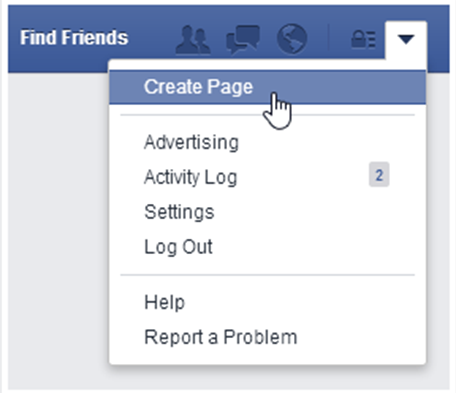 Find Friends
Create Page
Advertising
Activity Log 2
Settings
Log Out
Help
Report a Problem